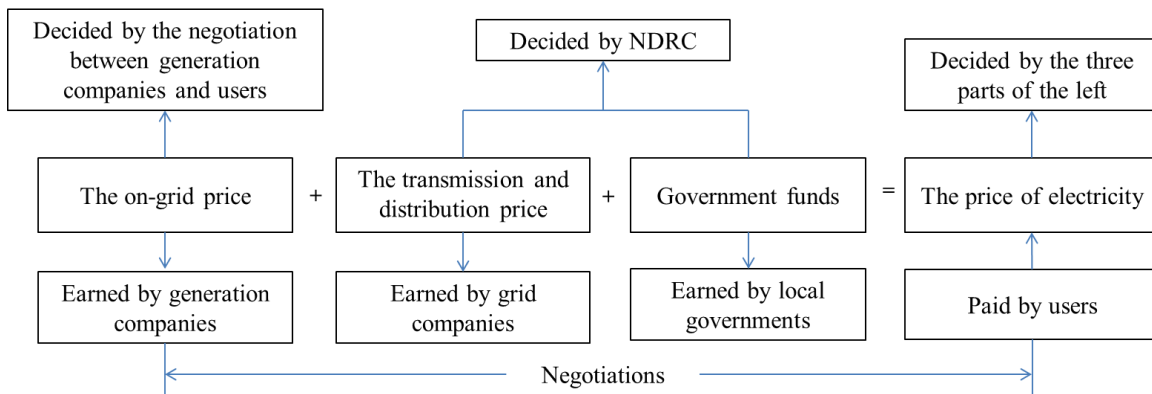 Decided by the negotiation
between generation
companies and users
Decided by NDRC
Decided by the three
parts of the left
The on-grid price
+
The transmission and
distribution price
+
Government funds
=
The price of electricity
Earned by generation
companies
Earned by grid
companies
Earned by local
governments
Paid by users
Negotiations